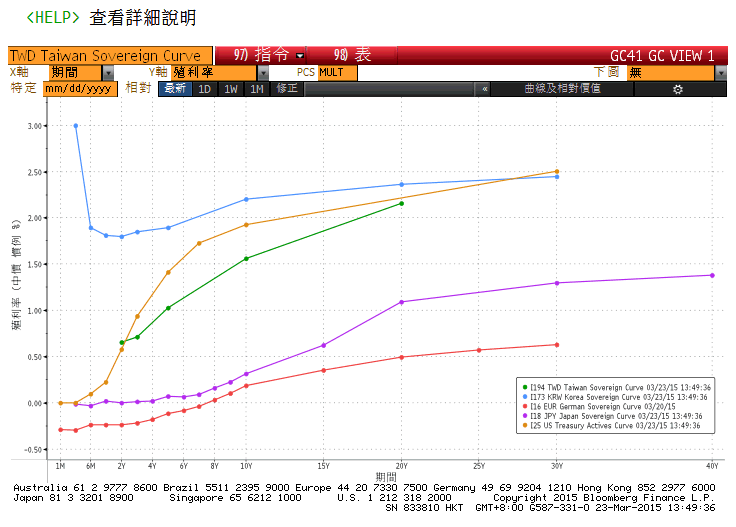 <HELP> 查看詳細說明
TWD Taiwan Sovereign Curve 97) 指令 98) 表 GC41 GC VIEW 1
X軸 期間 Y軸 殖利率 PCS MULT 下圖 無
特定 mm/dd/yyyy 相對 最新 1D 1W 1M 修正 « 曲線及相對價值
3.00
2.50
2.00
1.50
1.00
0.50
0.00
-0.50
殖利率 (中價 慣例 %)
I194 TWD Taiwan Sovereign Curve 03/23/15 13:49:36
I173 KRW Korea Sovereign Curve 03/23/15 13:49:36
I16 EUR German Sovereign Curve 03/20/15
I18 JPY Japan Sovereign Curve 03/23/15 13:49:36
I25 US Treasury Actives Curve 03/23/15 13:49:36
1M 6M 2Y 4Y 6Y 8Y 10Y 15Y 20Y 25Y 30Y 40Y
期間
Australia 61 2 9777 8600 Brazil 5511 2395 9000 Europe 44 20 7330 7500 Germany 49 69 9204 1210 Hong Kong 852 2977 6000
Japan 81 3 3201 8900 Singapore 65 6212 1000 U.S. 1 212 318 2000 Copyright 2015 Bloomberg Finance L.P.
SN 833810 HKT GMT+8:00 G587-331-0 23-Mar-2015 13:49:36